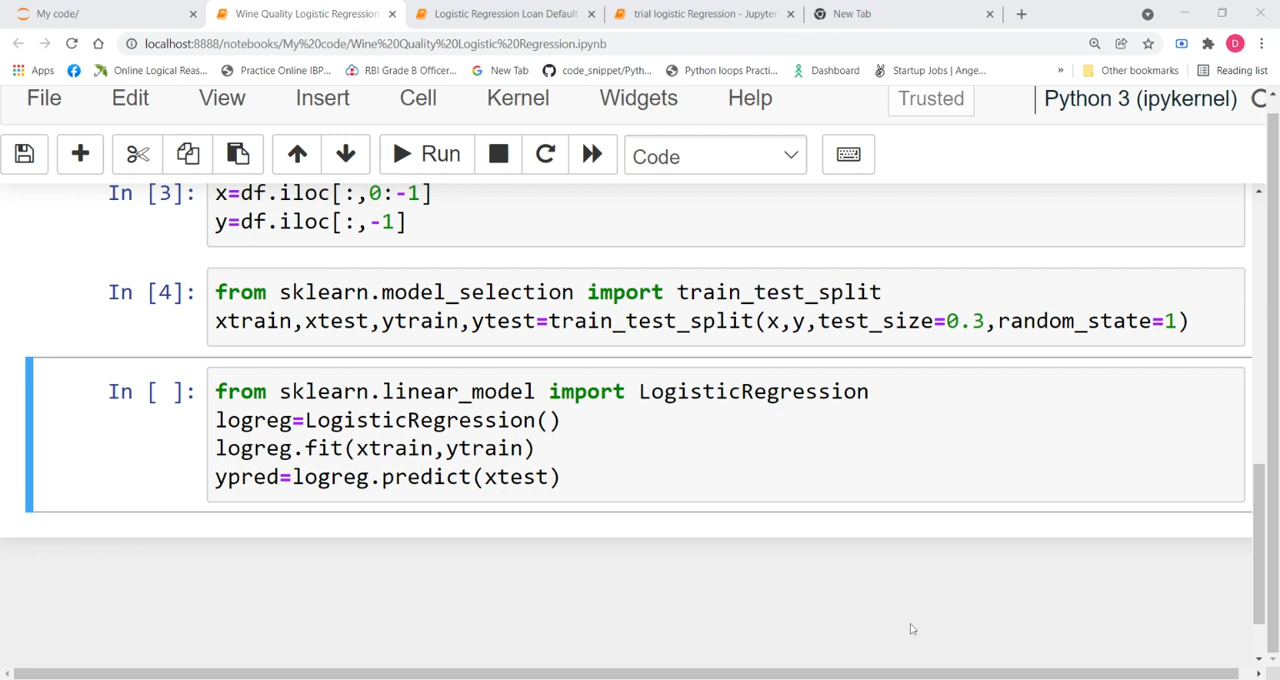 My code/
Wine Quality Logistic Regression
Logistic Regression Loan Default
trial logistic Regression - Jupyter
New Tab
localhost:8888/notebooks/My%20code/Wine%20Quality%20Logistic%20Regression.ipynb
D
Apps
Online Logical Reas...
Practice Online IBP...
RBI Grade B Officer...
New Tab
code_snippet/Pyth...
Python loops Practi...
Dashboard
Startup Jobs | Ange...
»
Other bookmarks
Reading list
File Edit View Insert Cell Kernel Widgets Help
Trusted
Python 3 (ipykernel)
Run
Code
In [3]: x=df.iloc[:,0:-1]
y=df.iloc[:,-1]
In [4]: from sklearn.model_selection import train_test_split
xtrain,xtest,ytrain,ytest=train_test_split(x,y,test_size=0.3,random_state=1)
In [ ]: from sklearn.linear_model import LogisticRegression
logreg=LogisticRegression()
logreg.fit(xtrain,ytrain)
ypred=logreg.predict(xtest)